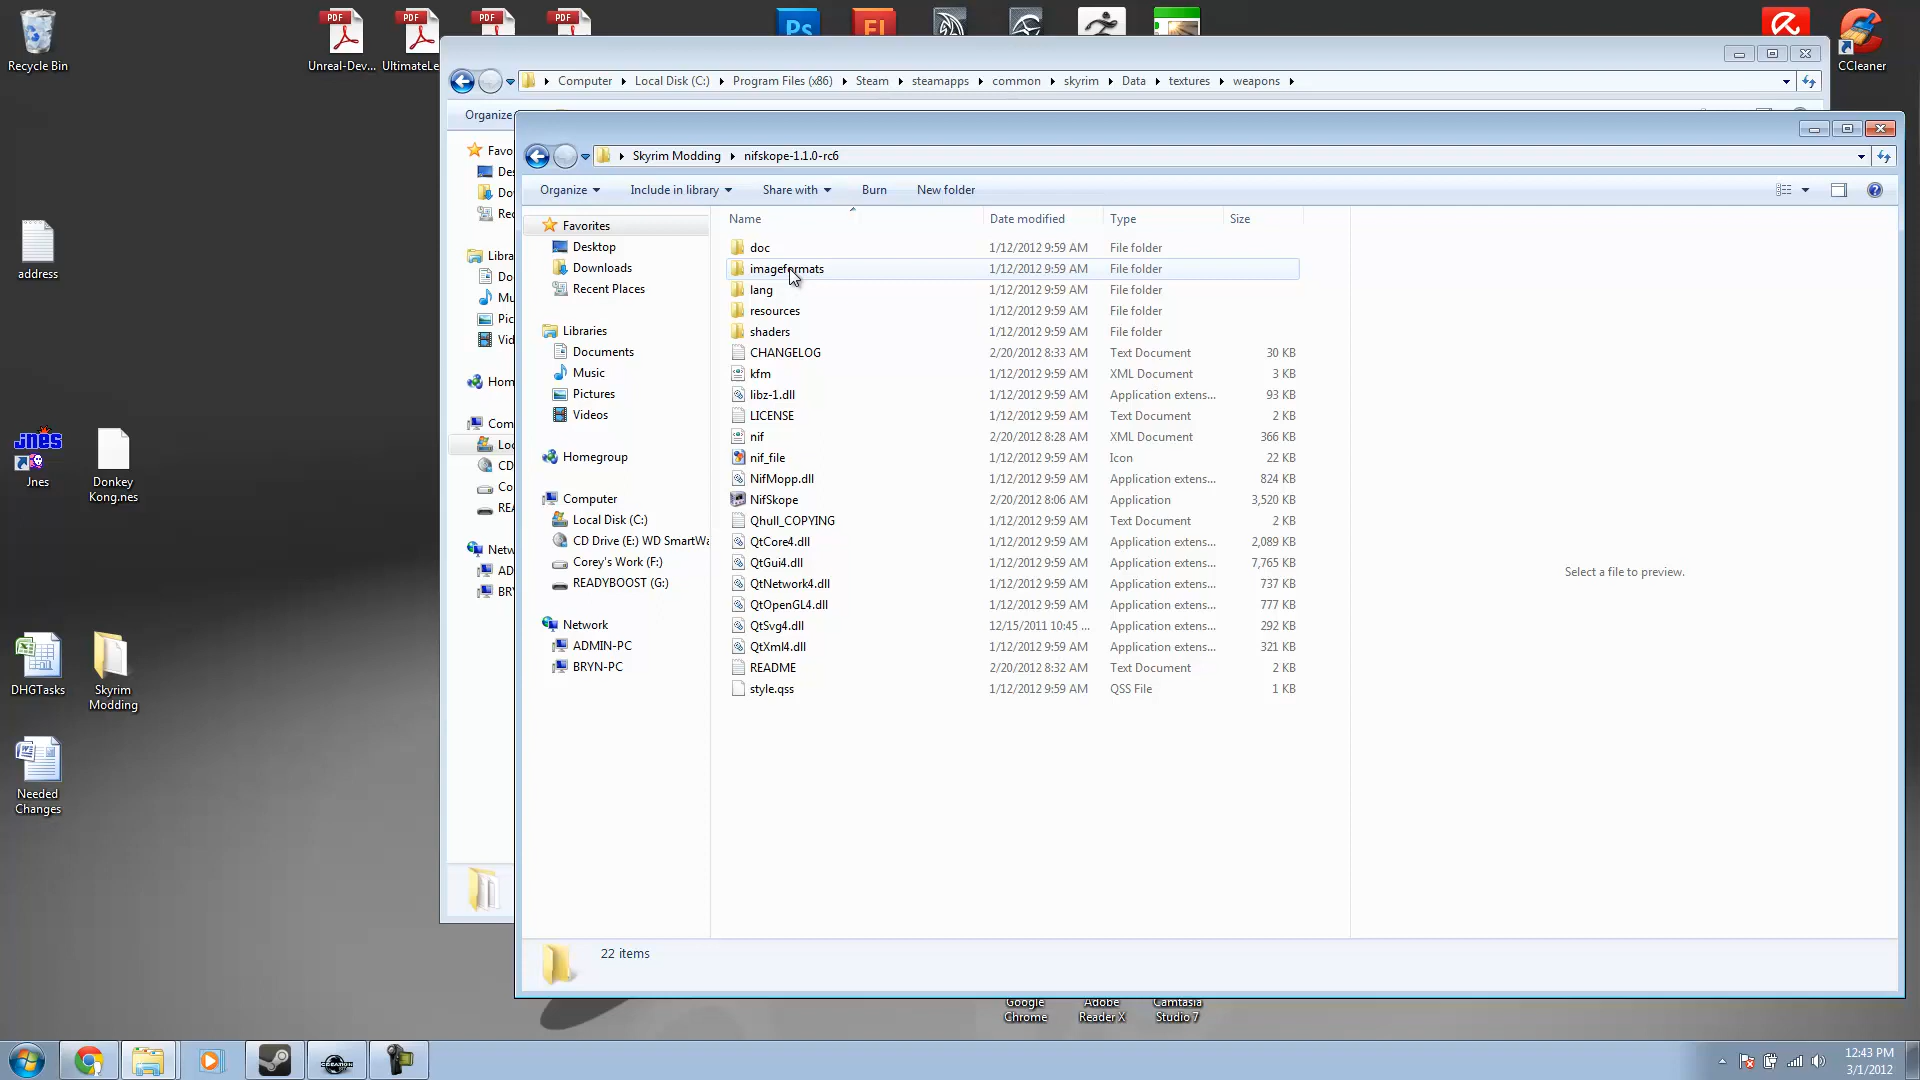 Recycle Bin
Unreal-Dev...
UltimateLe
Ps
CCleaner
address
Jnes
Donkey
Kong.nes
DHGTasks
Skyrim
Modding
Needed
Changes
Computer Local Disk (C:) Program Files (x86) Steam steamapps common skyrim Data textures weapons
Organize
Skyrim Modding nifskope-1.1.0-rc6
Organize Include in library Share with Burn New folder
Favorites
Desktop
Downloads
Recent Places
Libraries
Documents
Music
Pictures
Videos
Homegroup
Computer
Local Disk (C:)
CD Drive (E:) WD SmartWa
Corey's Work (F:)
READYBOOST (G:)
Network
ADMIN-PC
BRYN-PC
Name Date modified Type Size
doc 1/12/2012 9:59 AM File folder
imageformats 1/12/2012 9:59 AM File folder
lang 1/12/2012 9:59 AM File folder
resources 1/12/2012 9:59 AM File folder
shaders 1/12/2012 9:59 AM File folder
CHANGELOG 2/20/2012 8:33 AM Text Document 30 KB
kfm 1/12/2012 9:59 AM XML Document 3 KB
libz-1.dll 1/12/2012 9:59 AM Application extens... 93 KB
LICENSE 1/12/2012 9:59 AM Text Document 2 KB
nif 2/20/2012 8:28 AM XML Document 366 KB
nif_file 1/12/2012 9:59 AM Icon 22 KB
NifMopp.dll 1/12/2012 9:59 AM Application extens... 824 KB
NifSkope 2/20/2012 8:06 AM Application 3,520 KB
Qhull_COPYING 1/12/2012 9:59 AM Text Document 2 KB
QtCore4.dll 1/12/2012 9:59 AM Application extens... 2,089 KB
QtGui4.dll 1/12/2012 9:59 AM Application extens... 7,765 KB
QtNetwork4.dll 1/12/2012 9:59 AM Application extens... 737 KB
QtOpenGL4.dll 1/12/2012 9:59 AM Application extens... 777 KB
QtSvg4.dll 12/15/2011 10:45 ... Application extens... 292 KB
QtXml4.dll 1/12/2012 9:59 AM Application extens... 321 KB
README 2/20/2012 8:32 AM Text Document 2 KB
style.qss 1/12/2012 9:59 AM QSS File 1 KB
Select a file to preview.
22 items
Google
Chrome
Adobe
Reader X
Camtasia
Studio 7
12:43 PM
3/1/2012